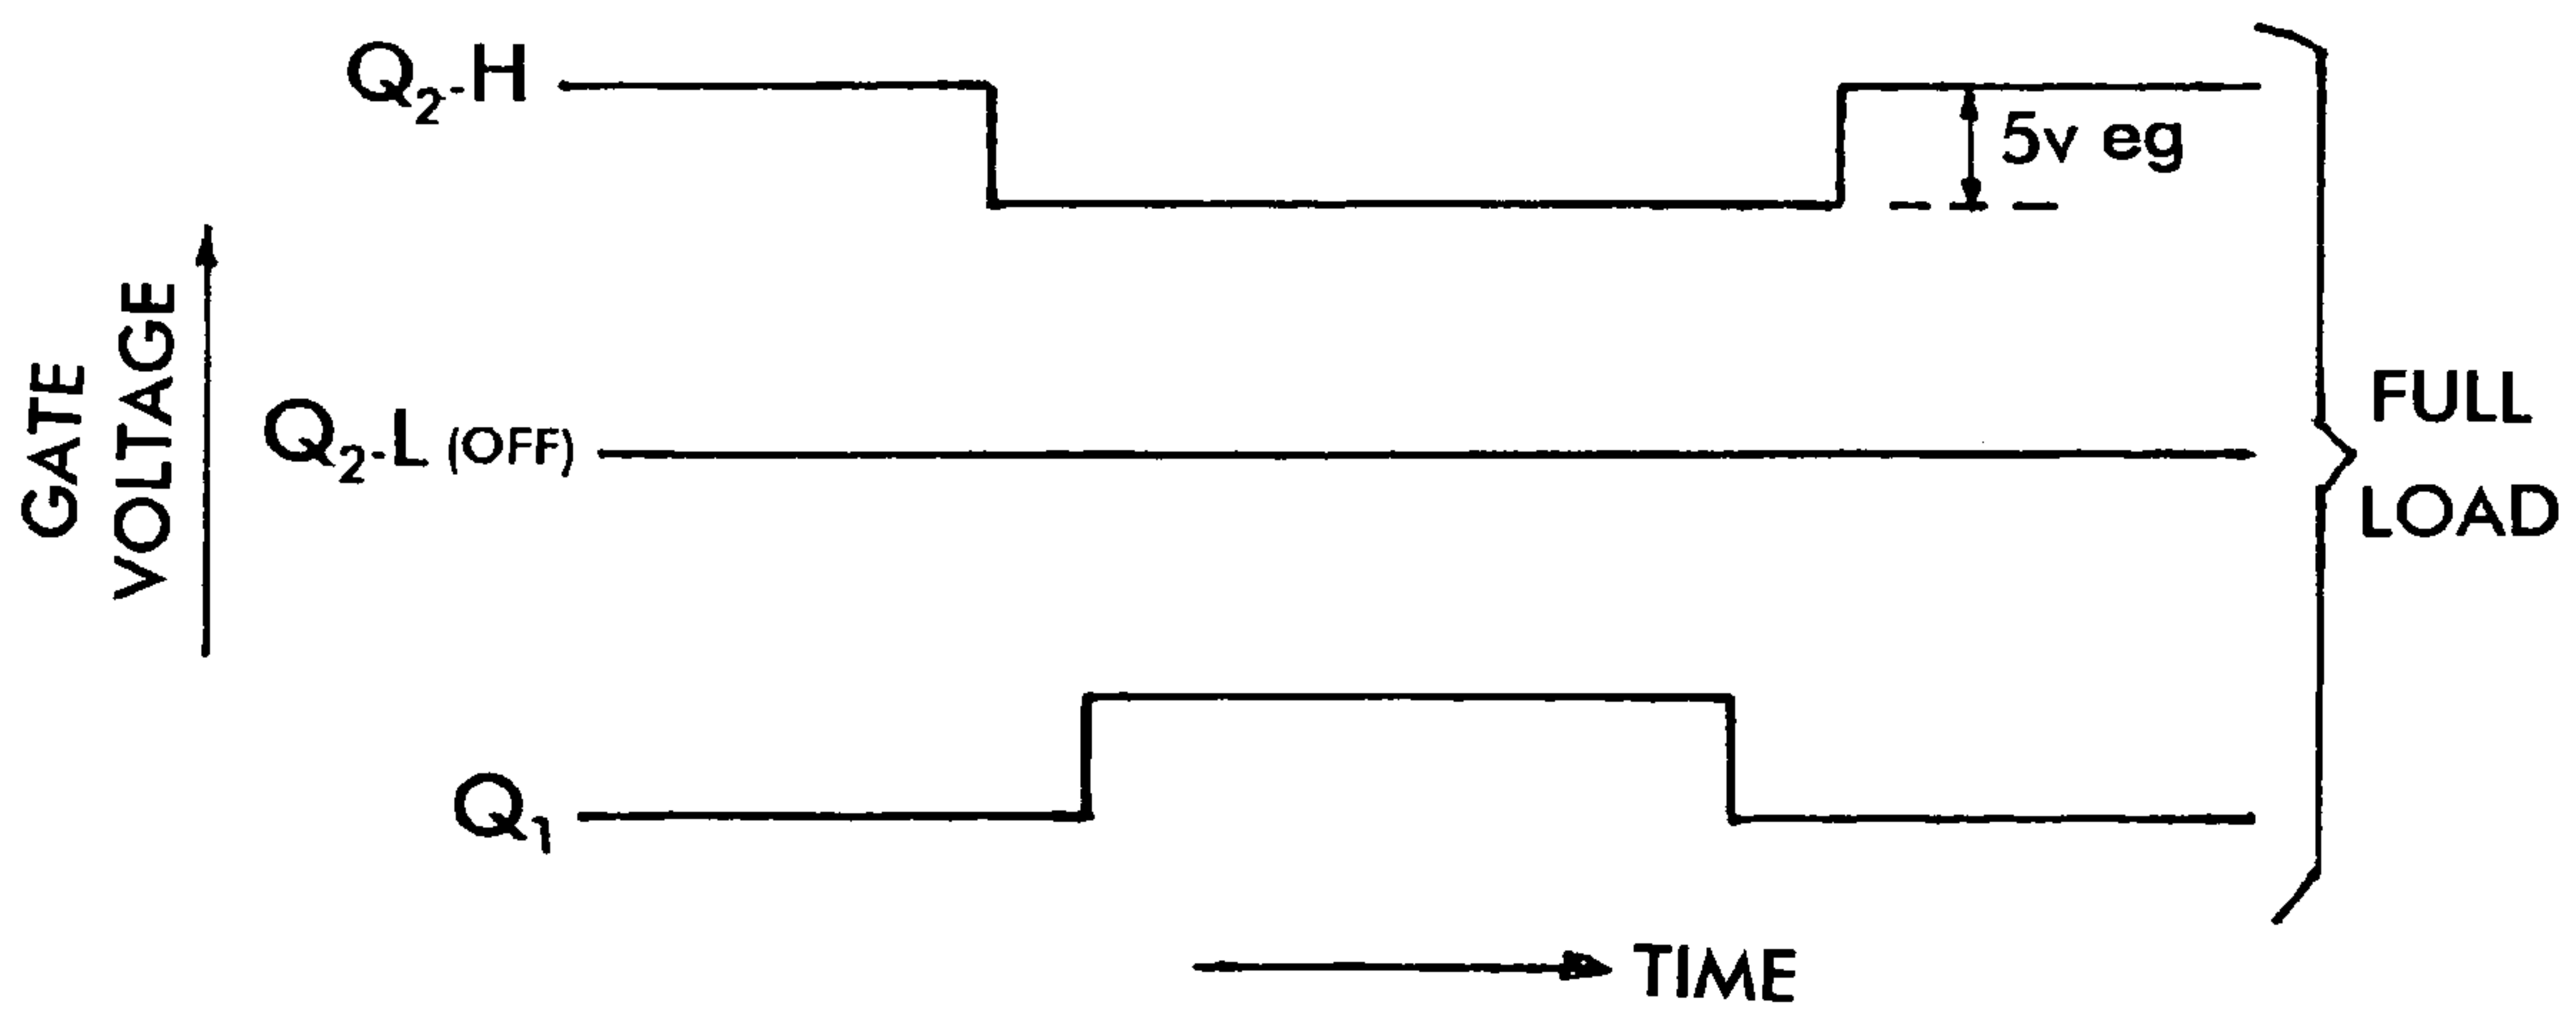 Q2-H
5v eg
GATE
VOLTAGE
Q2-L (OFF)
FULL
LOAD
Q1
TIME